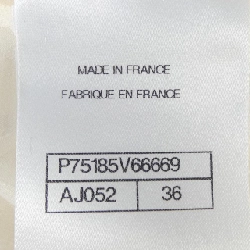 MADE IN FRANCE
FABRIQUE EN FRANCE
P75185V66669
AJ052 36